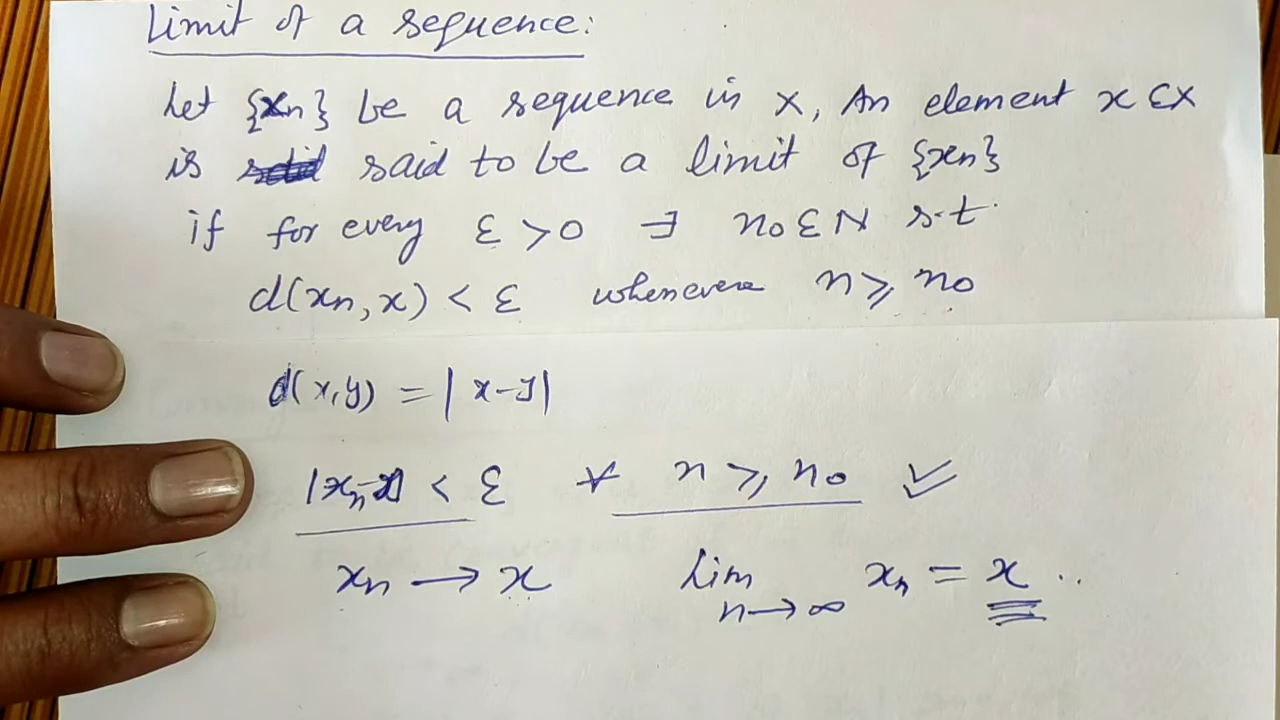 Limit of a sequence:
Let {xn} be a sequence in X, An element x ∈ X
is said to be a limit of {xn}
if for every ε > 0 ∃ n0 ∈ N s.t.
d(xn, x) < ε whenevere n ≥ n0
d(x,y) = | x-y|
|xn-x| < ε ∀ n ≥ n0 ✓
xn → x lim n→∞ xn = x ..